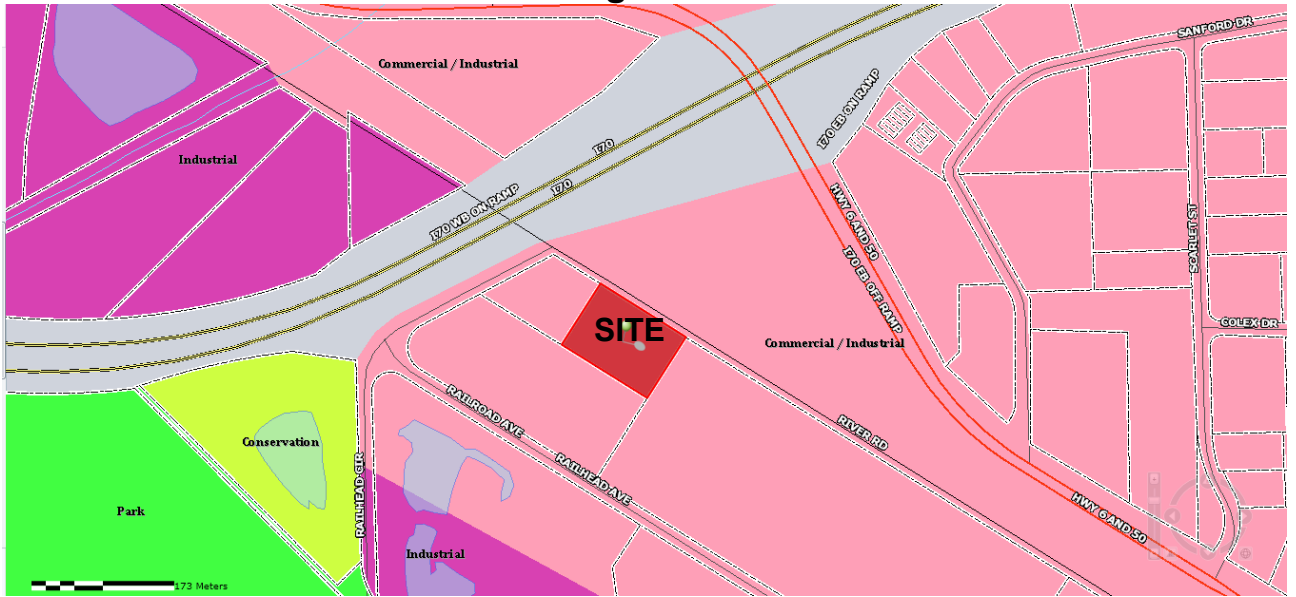 SANFORD DR
Commercial / Industrial
I70 EB ON RAMP
I70
Industrial
I70
I70 WB ON RAMP
HWY 6 AND 50
SCARLET ST
I70 EB OFF RAMP
SITE
COLEX DR
Commercial / Industrial
RAILROAD AVE
RIVER RD
Conservation
RAILHEAD AVE
RAILHEAD CIR
Park
HWY 6 AND 50
Industrial
173 Meters